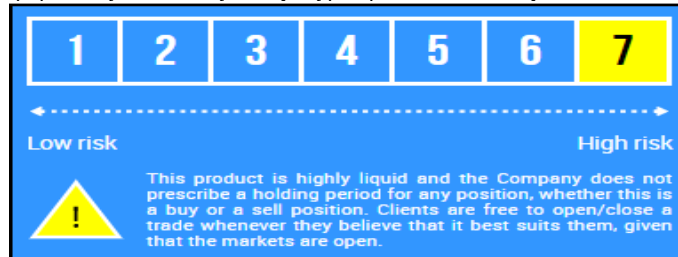 1 2 3 4 5 6 7
Low risk High risk
This product is highly liquid and the Company does not
prescribe a holding period for any position, whether this is
! a buy or a sell position. Clients are free to open/close a
trade whenever they believe that it best suits them, given
that the markets are open.